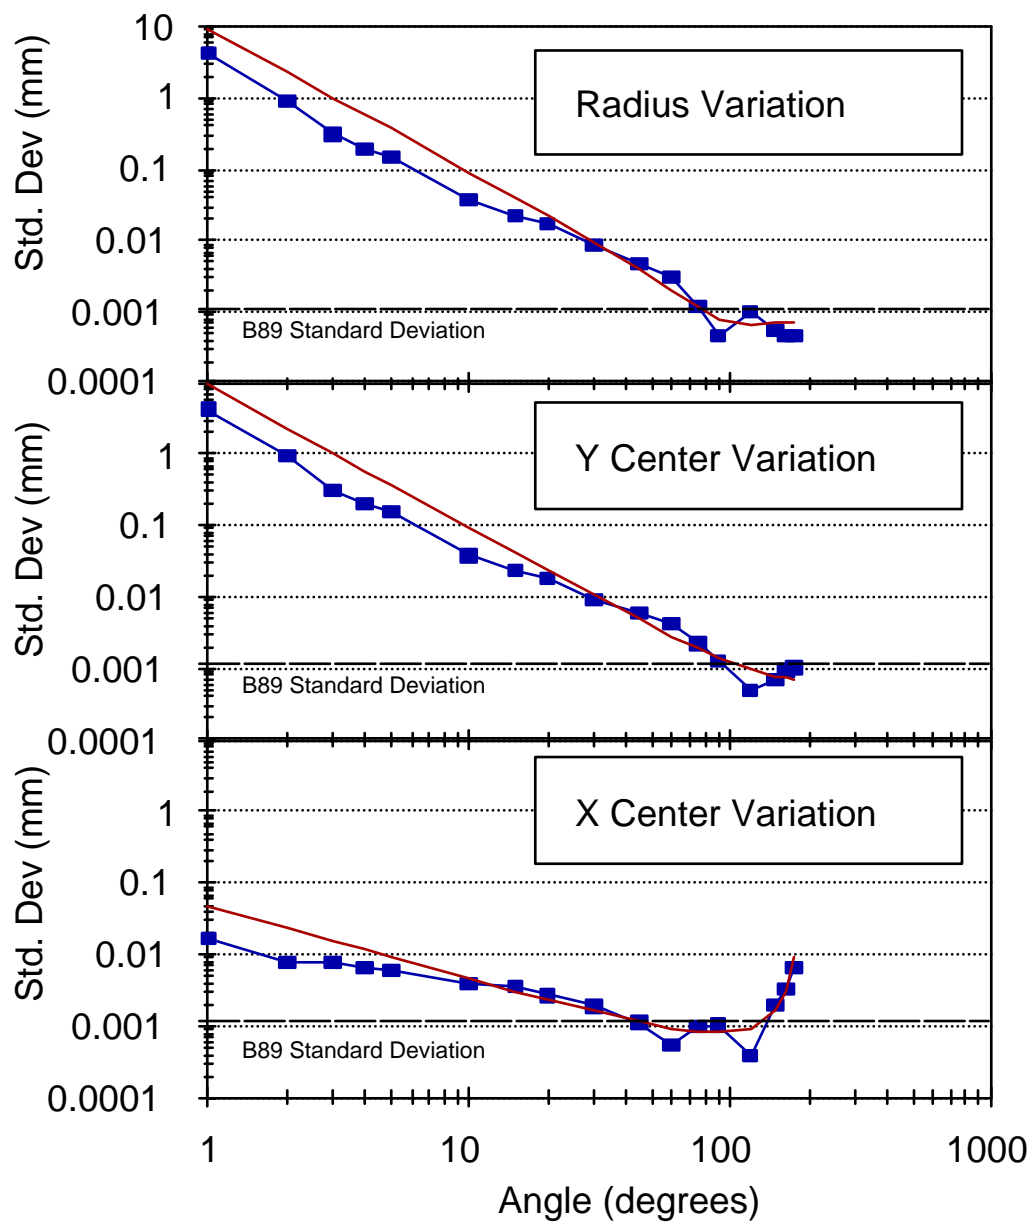 10
1
0.1
0.01
0.001
0.0001
Std. Dev (mm)
Radius Variation
B89 Standard Deviation
1
0.1
0.01
0.001
0.0001
Std. Dev (mm)
Y Center Variation
B89 Standard Deviation
1
0.1
0.01
0.001
0.0001
Std. Dev (mm)
X Center Variation
B89 Standard Deviation
1 10 100 1000
Angle (degrees)